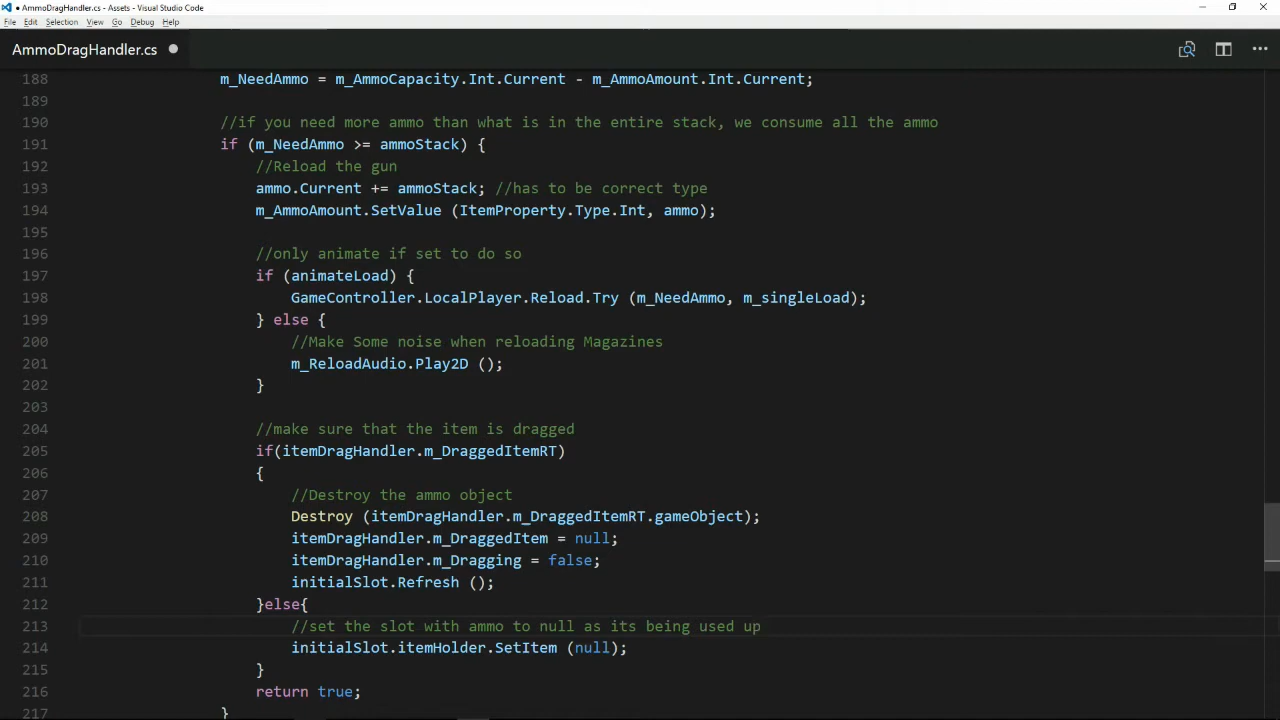 AmmoDragHandler.cs - Assets - Visual Studio Code
File Edit Selection View Go Debug Help
AmmoDragHandler.cs
188 m_NeedAmmo = m_AmmoCapacity.Int.Current - m_AmmoAmount.Int.Current;
189
190 //if you need more ammo than what is in the entire stack, we consume all the ammo
191 if (m_NeedAmmo >= ammoStack) {
192 //Reload the gun
193 ammo.Current += ammoStack; //has to be correct type
194 m_AmmoAmount.SetValue (ItemProperty.Type.Int, ammo);
195
196 //only animate if set to do so
197 if (animateLoad) {
198 GameController.LocalPlayer.Reload.Try (m_NeedAmmo, m_singleLoad);
199 } else {
200 //Make Some noise when reloading Magazines
201 m_ReloadAudio.Play2D ();
202 }
203
204 //make sure that the item is dragged
205 if(itemDragHandler.m_DraggedItemRT)
206 {
207 //Destroy the ammo object
208 Destroy (itemDragHandler.m_DraggedItemRT.gameObject);
209 itemDragHandler.m_DraggedItem = null;
210 itemDragHandler.m_Dragging = false;
211 initialSlot.Refresh ();
212 }else{
213 //set the slot with ammo to null as its being used up
214 initialSlot.itemHolder.SetItem (null);
215 }
216 return true;
217 }